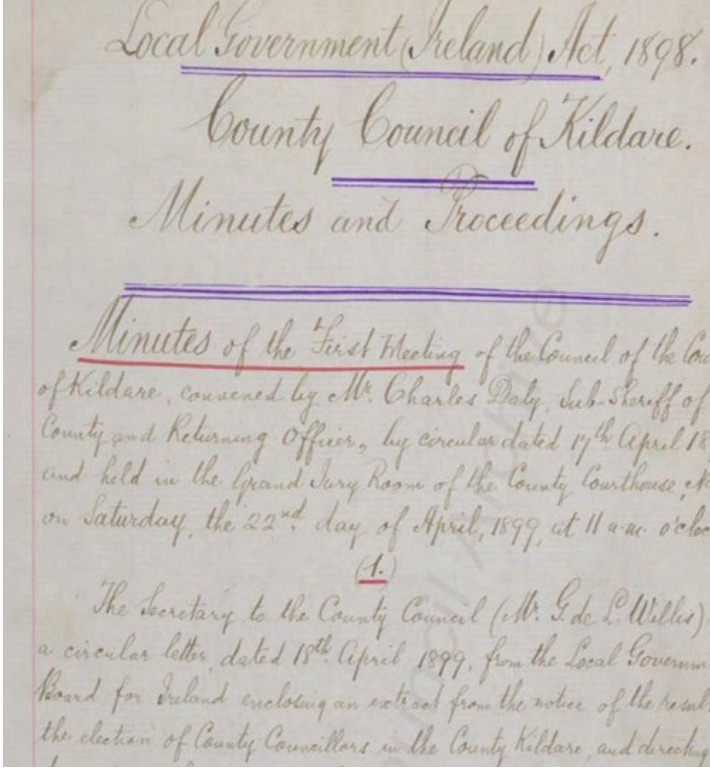 Local Government (Ireland) Act, 1898.
County Council of Kildare.
Minutes and Proceedings.
Minutes of the First Meeting of the Council of the Cou
of Kildare, convened by Mr. Charles Daly, Sub-Sheriff of
County and Returning Officer, by circular dated 17th April 18
and held in the Grand Jury Room of the County Courthouse, N
on Saturday, the 22nd day of April, 1899, at 11 a.m. o'cloc
(1.)
The Secretary to the County Council (Mr. G. de L. Willis)
a circular letter, dated 18th April 1899, from the Local Governm
Board for Ireland enclosing an extract from the notice of the resul
the election of County Councillors in the County Kildare, and directing